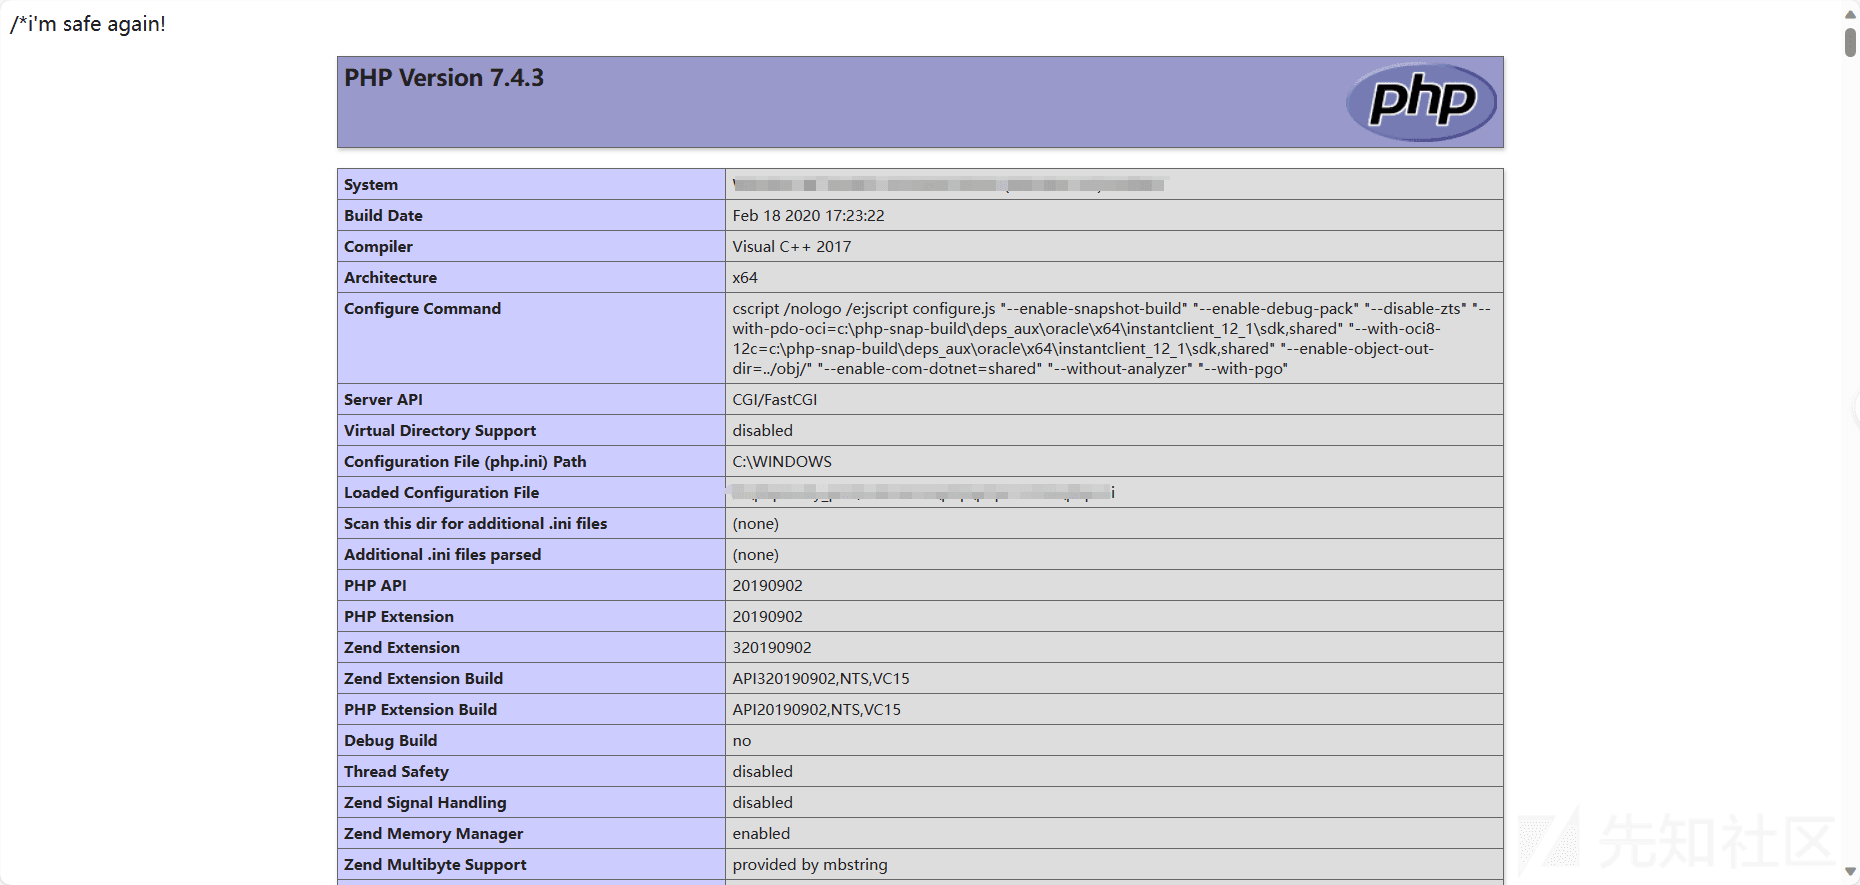 /*i'm safe again!
PHP Version 7.4.3
php
System
Build Date Feb 18 2020 17:23:22
Compiler Visual C++ 2017
Architecture x64
Configure Command cscript /nologo /e:jscript configure.js "--enable-snapshot-build" "--enable-debug-pack" "--disable-zts" "--
with-pdo-oci=c:\php-snap-build\deps_aux\oracle\x64\instantclient_12_1\sdk,shared" "--with-oci8-
12c=c:\php-snap-build\deps_aux\oracle\x64\instantclient_12_1\sdk,shared" "--enable-object-out-
dir=../obj/" "--enable-com-dotnet=shared" "--without-analyzer" "--with-pgo"
Server API CGI/FastCGI
Virtual Directory Support disabled
Configuration File (php.ini) Path C:\WINDOWS
Loaded Configuration File
Scan this dir for additional .ini files (none)
Additional .ini files parsed (none)
PHP API 20190902
PHP Extension 20190902
Zend Extension 320190902
Zend Extension Build API320190902,NTS,VC15
PHP Extension Build API20190902,NTS,VC15
Debug Build no
Thread Safety disabled
Zend Signal Handling disabled
Zend Memory Manager enabled
Zend Multibyte Support provided by mbstring
先知社区